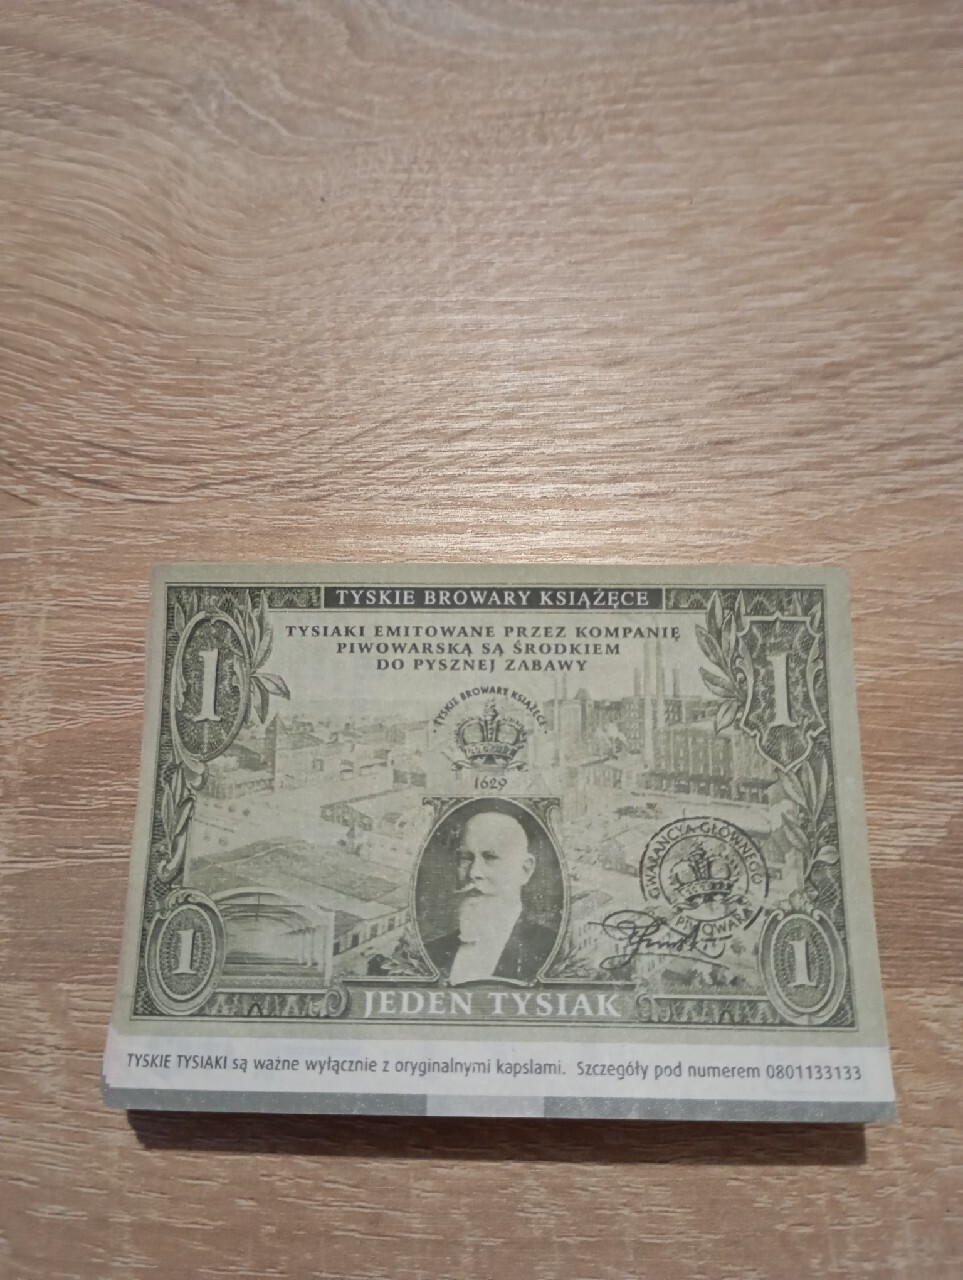 TYSKIE BROWARY KSIĄŻĘCE
1
1
TYSIAKI EMITOWANE PRZEZ KOMPANIĘ
PIWOWARSKĄ SĄ ŚRODKIEM
DO PYSZNEJ ZABAWY
TYSKIE BROWARY KSIĄŻĘCE
1629
GWARANCYA GŁÓWNEGO
PIWOWARA
1
1
JEDEN TYSIAK
TYSKIE TYSIAKI są ważne wyłącznie z oryginalnymi kapslami. Szczegóły pod numerem 0801133133